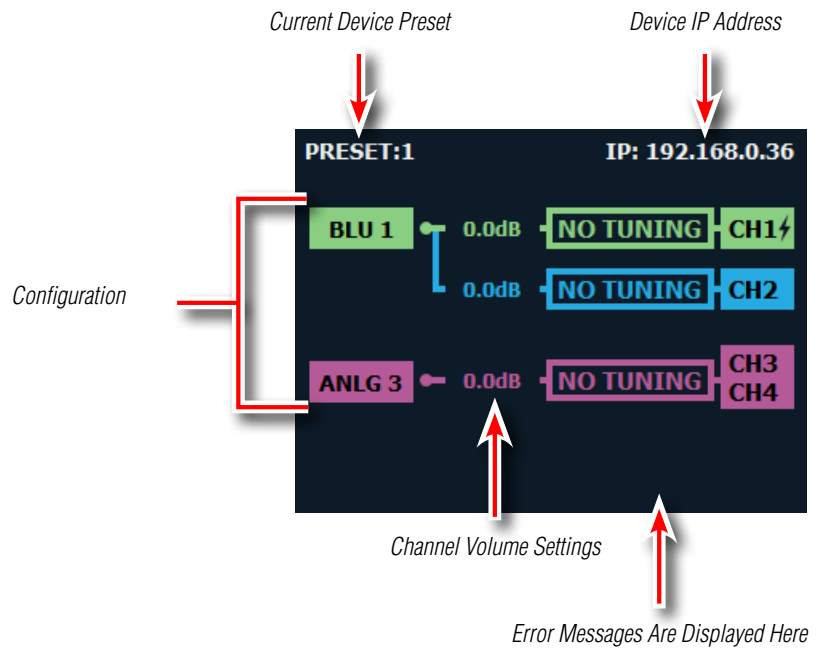 Current Device Preset
Device IP Address
PRESET:1
IP: 192.168.0.36
BLU 1
0.0dB
NO TUNING
CH1
0.0dB
NO TUNING
CH2
Configuration
ANLG 3
0.0dB
NO TUNING
CH3
CH4
Channel Volume Settings
Error Messages Are Displayed Here